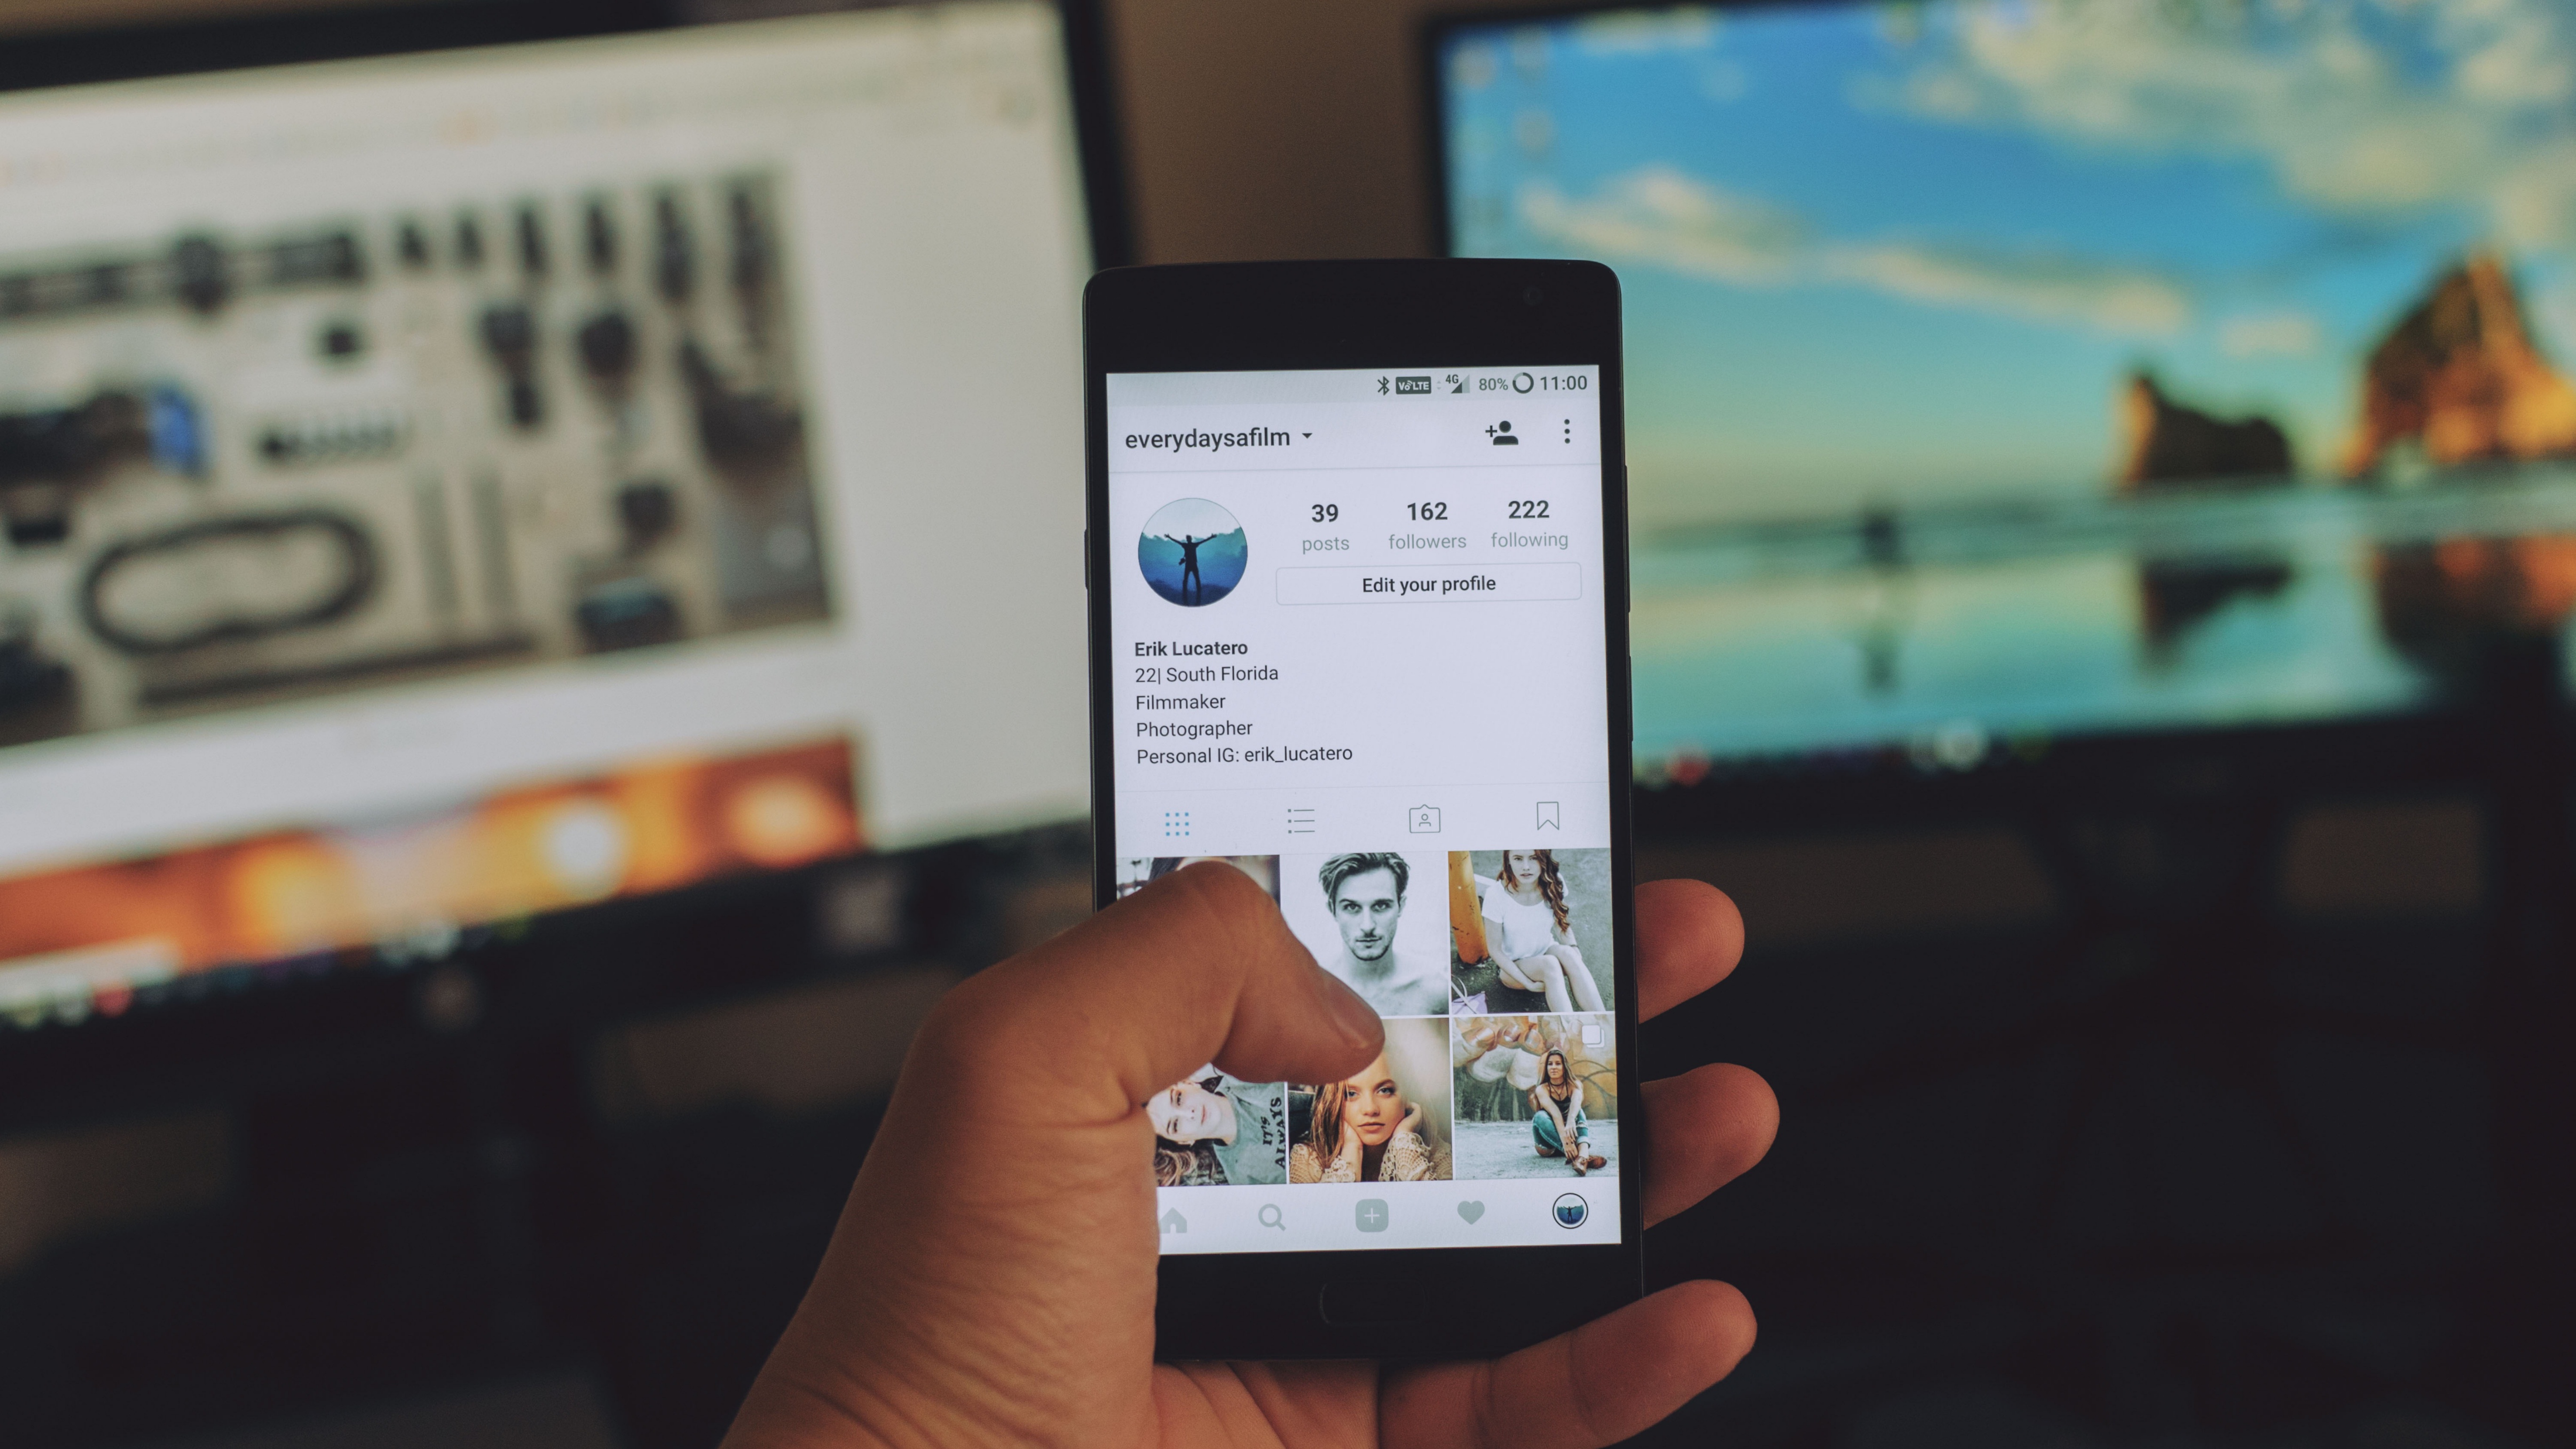 VoLTE 4G 80% 11:00
everydaysafilm
39 162 222
posts followers following
Edit your profile
Erik Lucatero
22| South Florida
Filmmaker
Photographer
Personal IG: erik_lucatero
IT'S
ALWAYS